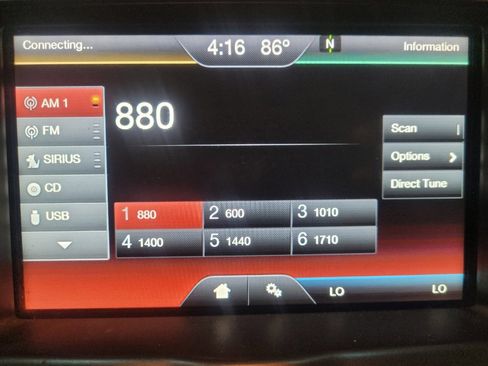 Connecting... 4:16 86° N Information
AM 1
FM
SIRIUS
CD
USB
880
Scan
Options
Direct Tune
1 880 2 600 3 1010
4 1400 5 1440 6 1710
LO LO